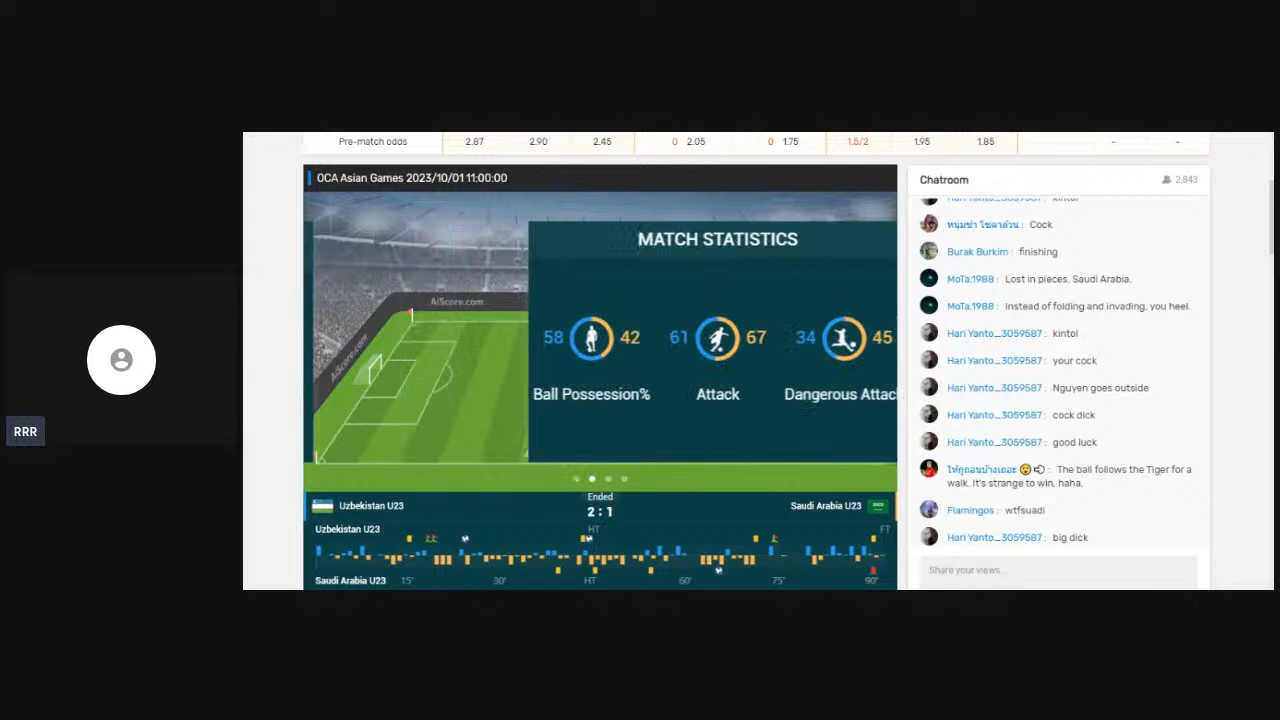 Pre-match odds 2.87 2.90 2.45 0 2.05 0 1.75 1.5/2 1.95 1.85 - -
OCA Asian Games 2023/10/01 11:00:00
MATCH STATISTICS
AiScore.com
AiScore.com
58 42 61 67 34 45
Ball Possession% Attack Dangerous Attac
Ended
Uzbekistan U23 2 : 1 Saudi Arabia U23
Uzbekistan U23 HT FT
Saudi Arabia U23 15' 30' HT 60' 75' 90'
Chatroom 2,843
Hari Yanto_3059587 : kintol
หนุ่มข่า โซดาล้วน : Cock
Burak Burkim : finishing
MoTa.1988 : Lost in pieces, Saudi Arabia.
MoTa.1988 : Instead of folding and invading, you heel.
Hari Yanto_3059587 : kintol
Hari Yanto_3059587 : your cock
Hari Yanto_3059587 : Nguyen goes outside
Hari Yanto_3059587 : cock dick
Hari Yanto_3059587 : good luck
: The ball follows the Tiger for a
walk. It's strange to win, haha.
Flamingos : wtfsuadi
Hari Yanto_3059587 : big dick
Share your views...
RRR